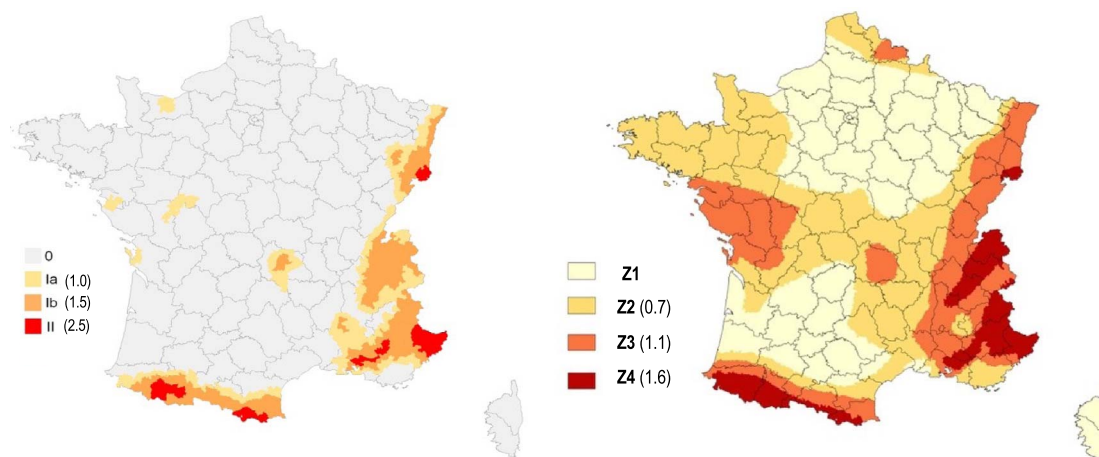 0
Ia (1.0)
Ib (1.5)
II (2.5)
Z1
Z2 (0.7)
Z3 (1.1)
Z4 (1.6)